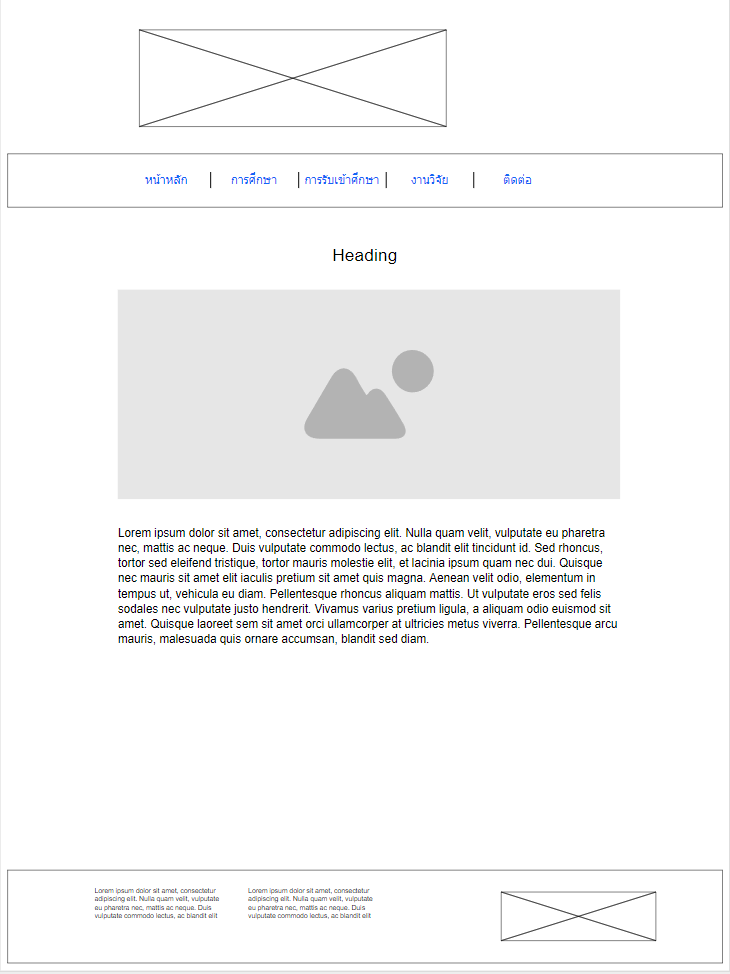 หน้าหลัก
การศึกษา
การรับเข้าศึกษา
งานวิจัย
ติดต่อ
Heading
Lorem ipsum dolor sit amet, consectetur adipiscing elit. Nulla quam velit, vulputate eu pharetra
nec, mattis ac neque. Duis vulputate commodo lectus, ac blandit elit tincidunt id. Sed rhoncus,
tortor sed eleifend tristique, tortor mauris molestie elit, et lacinia ipsum quam nec dui. Quisque
nec mauris sit amet elit iaculis pretium sit amet quis magna. Aenean velit odio, elementum in
tempus ut, vehicula eu diam. Pellentesque rhoncus aliquam mattis. Ut vulputate eros sed felis
sodales nec vulputate justo hendrerit. Vivamus varius pretium ligula, a aliquam odio euismod sit
amet. Quisque laoreet sem sit amet orci ullamcorper at ultricies metus viverra. Pellentesque arcu
mauris, malesuada quis ornare accumsan, blandit sed diam.
Lorem ipsum dolor sit amet, consectetur
adipiscing elit. Nulla quam velit, vulputate
eu pharetra nec, mattis ac neque. Duis
vulputate commodo lectus, ac blandit elit
Lorem ipsum dolor sit amet, consectetur
adipiscing elit. Nulla quam velit, vulputate
eu pharetra nec, mattis ac neque. Duis
vulputate commodo lectus, ac blandit elit